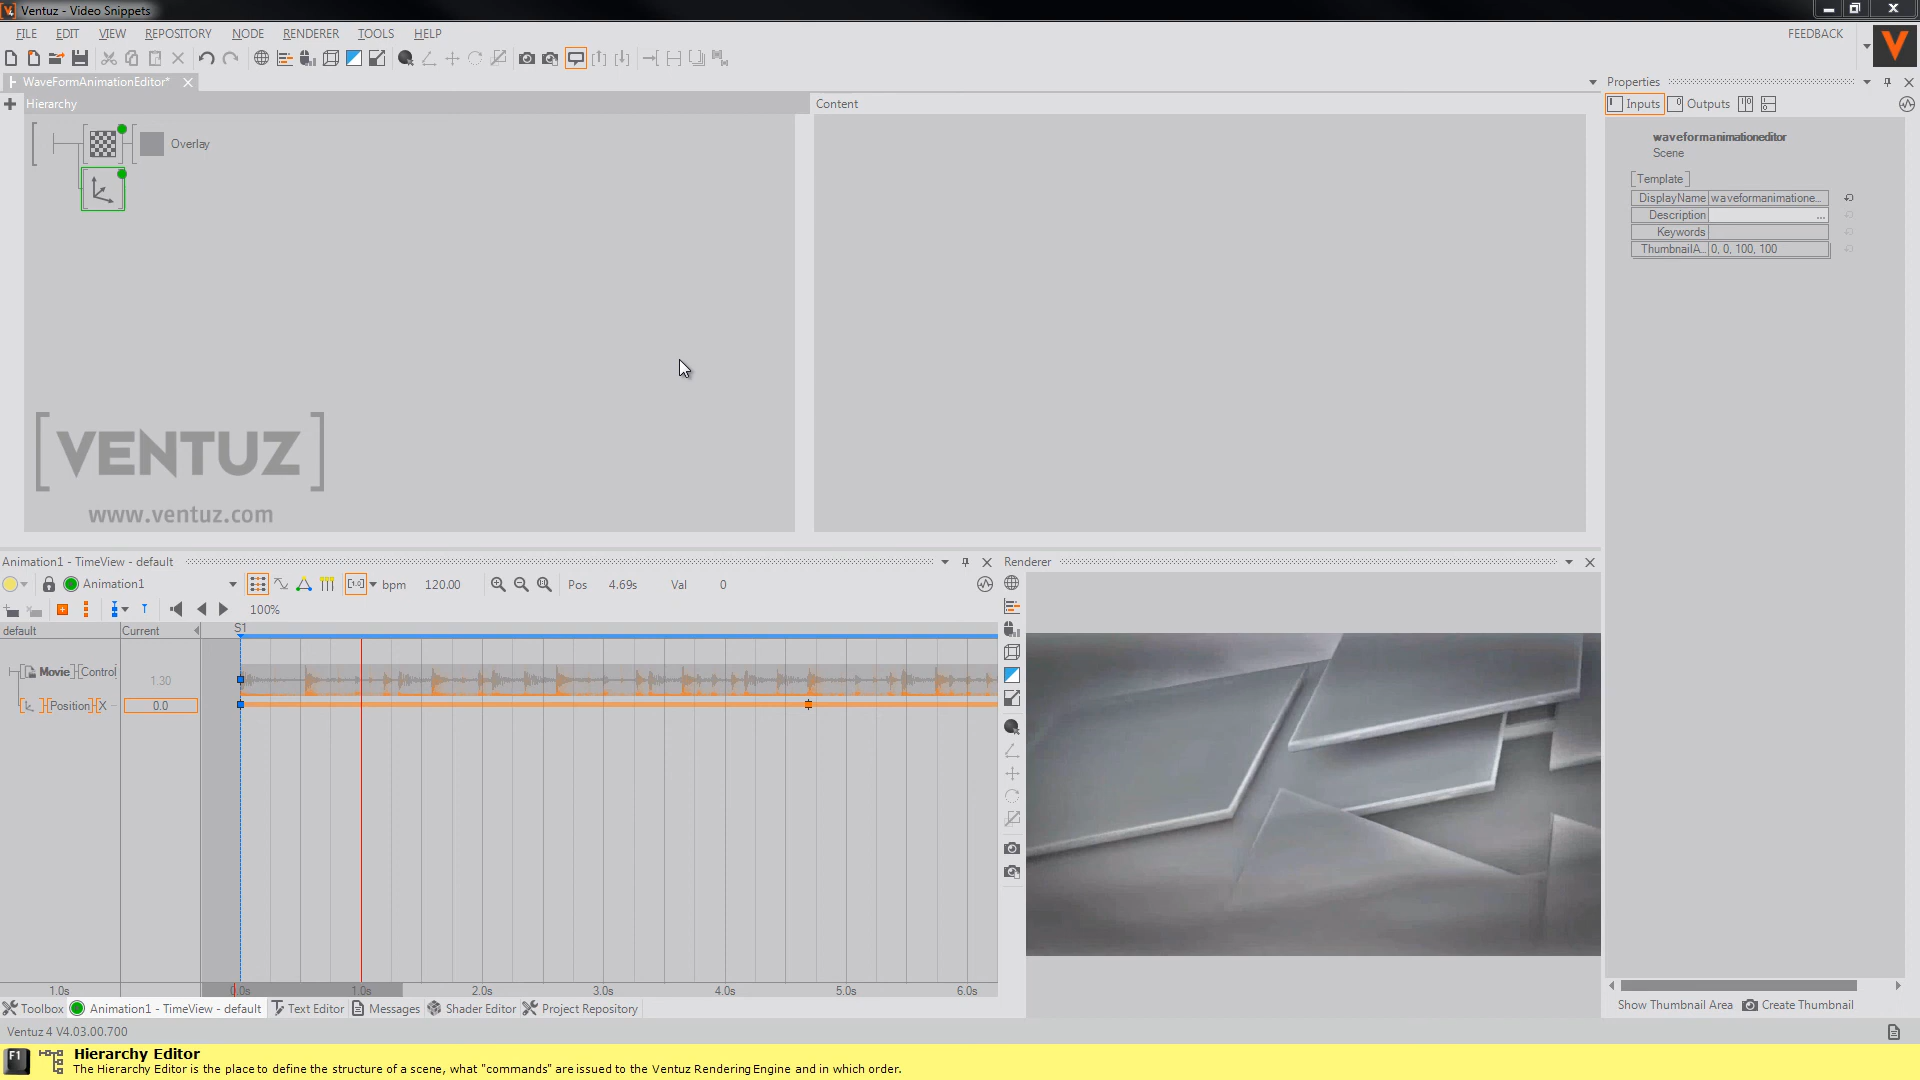 Ventuz - Video Snippets
FILE EDIT VIEW REPOSITORY NODE RENDERER TOOLS HELP
FEEDBACK
WaveFormAnimationEditor*
Hierarchy
Content
Overlay
[VENTUZ]
www.ventuz.com
Properties
Inputs Outputs
waveformanimationeditor
Scene
[Template]
DisplayName waveformanimatione...
Description ...
Keywords
ThumbnailA... 0, 0, 100, 100
Animation1 - TimeView - default
Animation1 [1.0] bpm 120.00 Pos 4.69s Val 0
100%
default Current S1
Movie Control 1.30
Position X 0.0
1.0s 0.0s 1.0s 2.0s 3.0s 4.0s 5.0s 6.0s
Renderer
Show Thumbnail Area Create Thumbnail
Toolbox Animation1 - TimeView - default Text Editor Messages Shader Editor Project Repository
Ventuz 4 V4.03.00.700
F1 Hierarchy Editor
The Hierarchy Editor is the place to define the structure of a scene, what "commands" are issued to the Ventuz Rendering Engine and in which order.